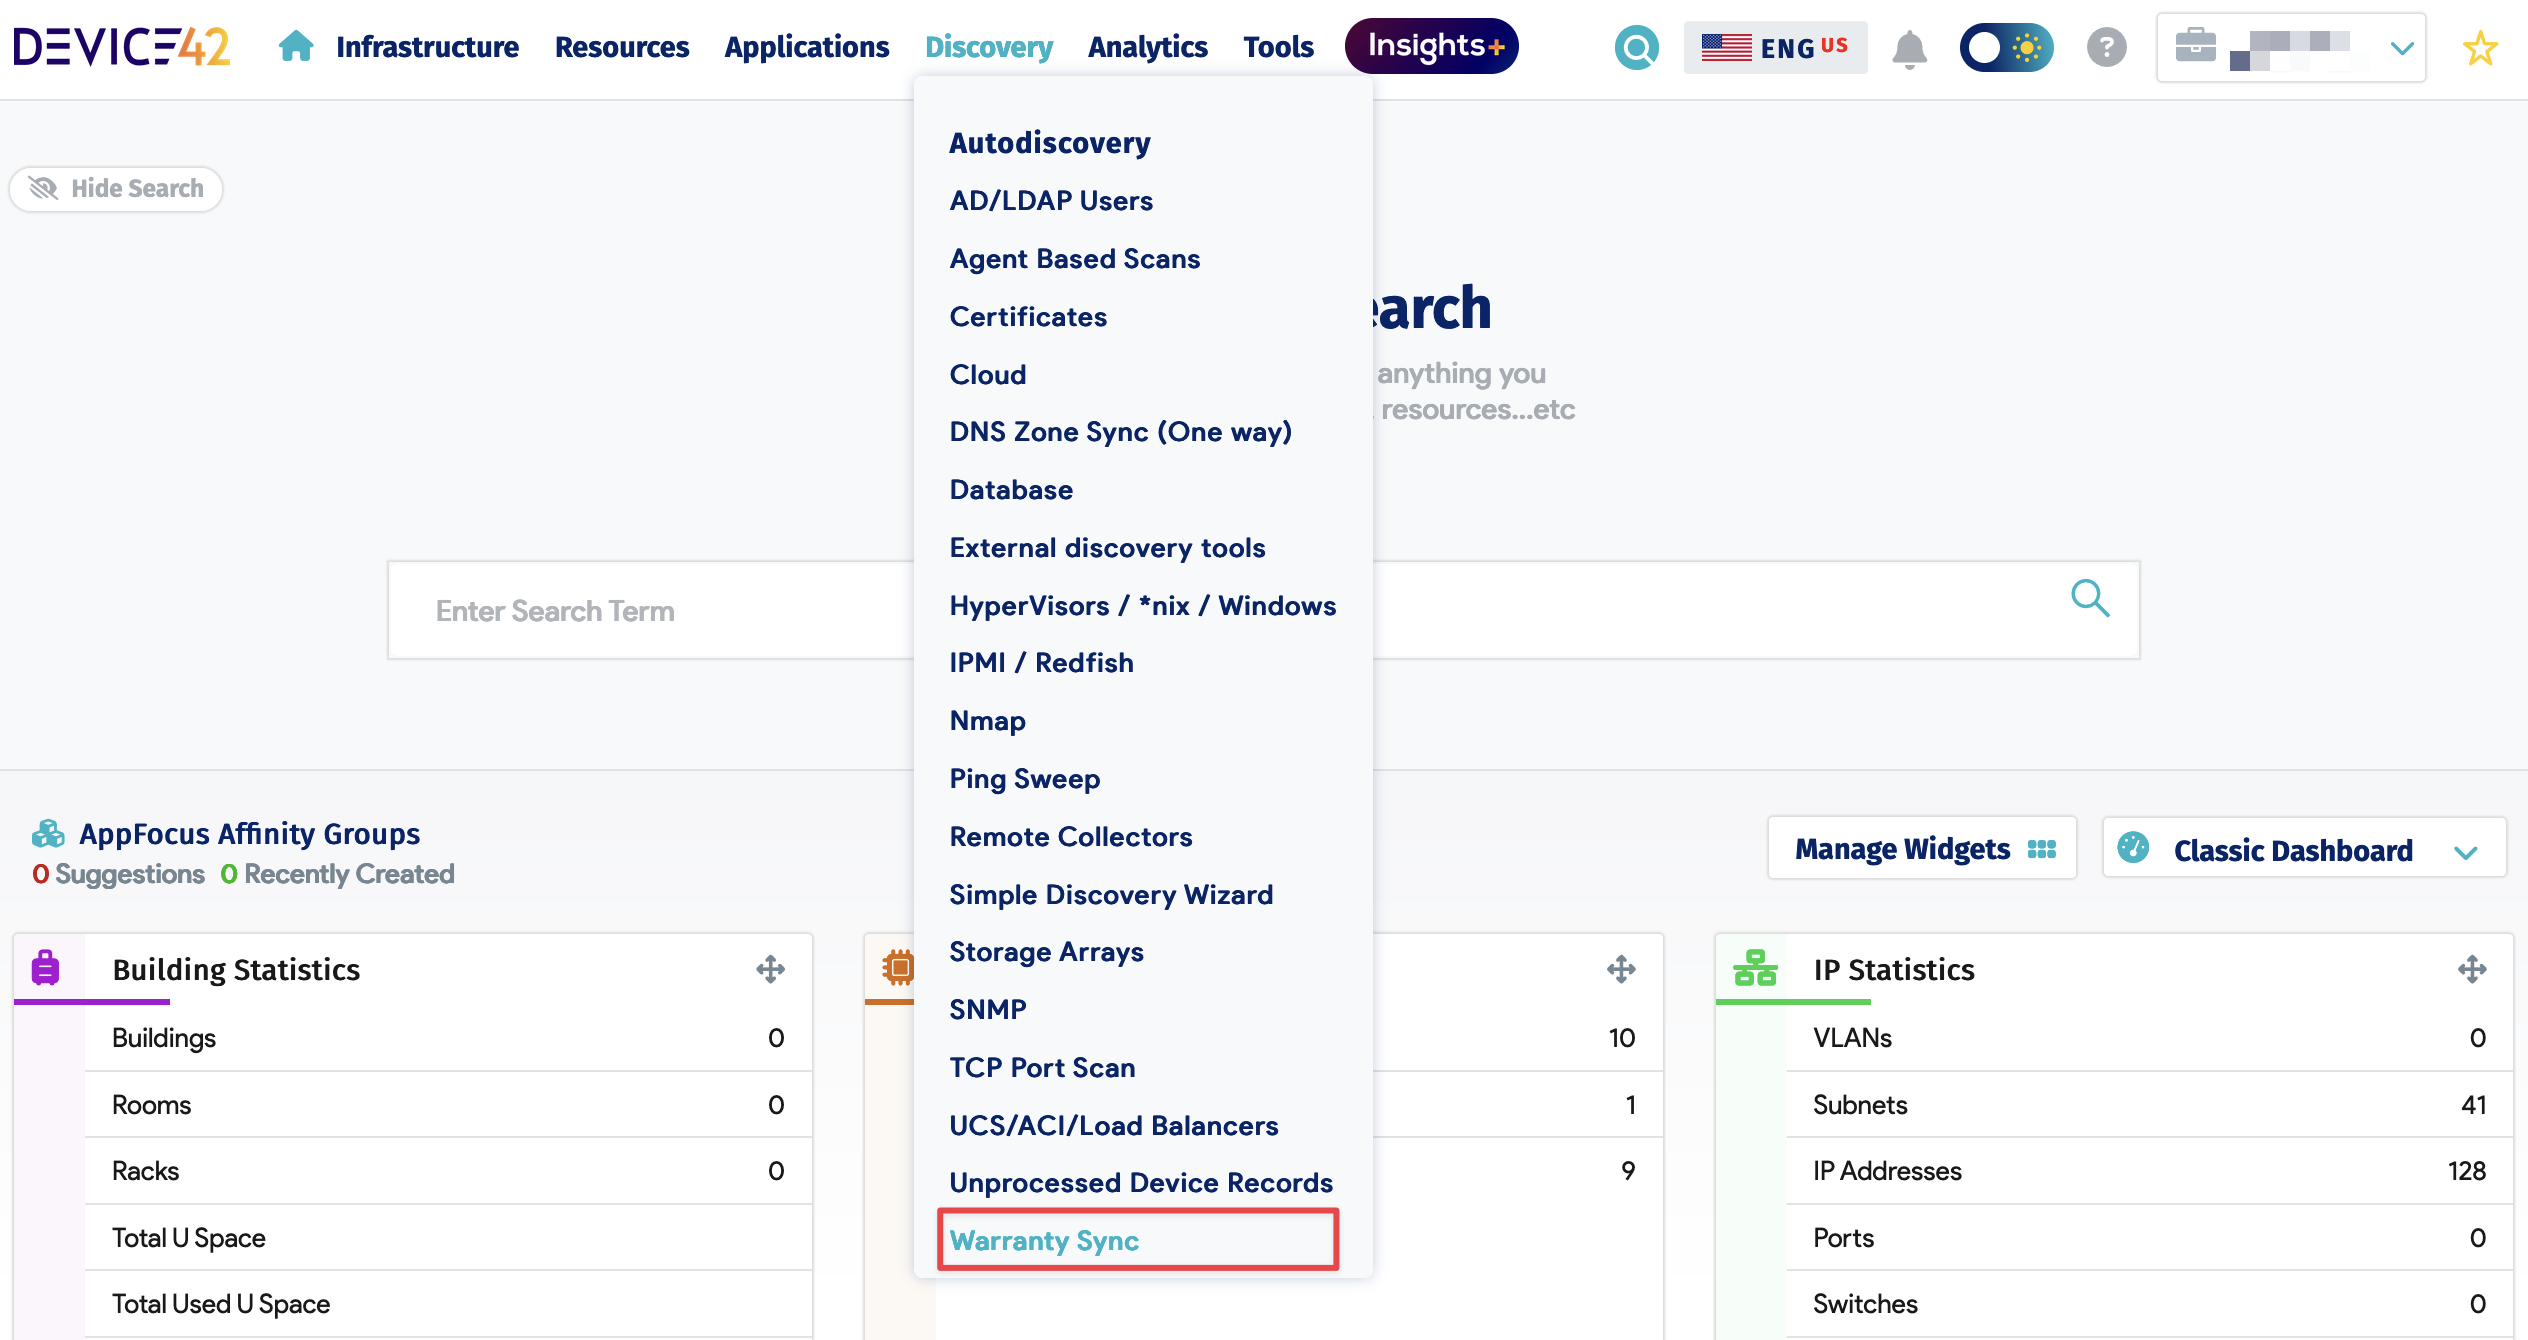 DEVICE42
Infrastructure
Resources
Applications
Discovery
Analytics
Tools
Insights+
ENG US
?
Hide Search
Autodiscovery
AD/LDAP Users
Agent Based Scans
Certificates
Cloud
DNS Zone Sync (One way)
Database
External discovery tools
HyperVisors / *nix / Windows
IPMI / Redfish
Nmap
Ping Sweep
Remote Collectors
Simple Discovery Wizard
Storage Arrays
SNMP
TCP Port Scan
UCS/ACI/Load Balancers
Unprocessed Device Records
Warranty Sync
earch
anything you
resources...etc
Enter Search Term
AppFocus Affinity Groups
0 Suggestions 0 Recently Created
Manage Widgets
Classic Dashboard
Building Statistics
Buildings 0
Rooms 0
Racks 0
Total U Space
Total Used U Space
10
1
9
IP Statistics
VLANs 0
Subnets 41
IP Addresses 128
Ports 0
Switches 0